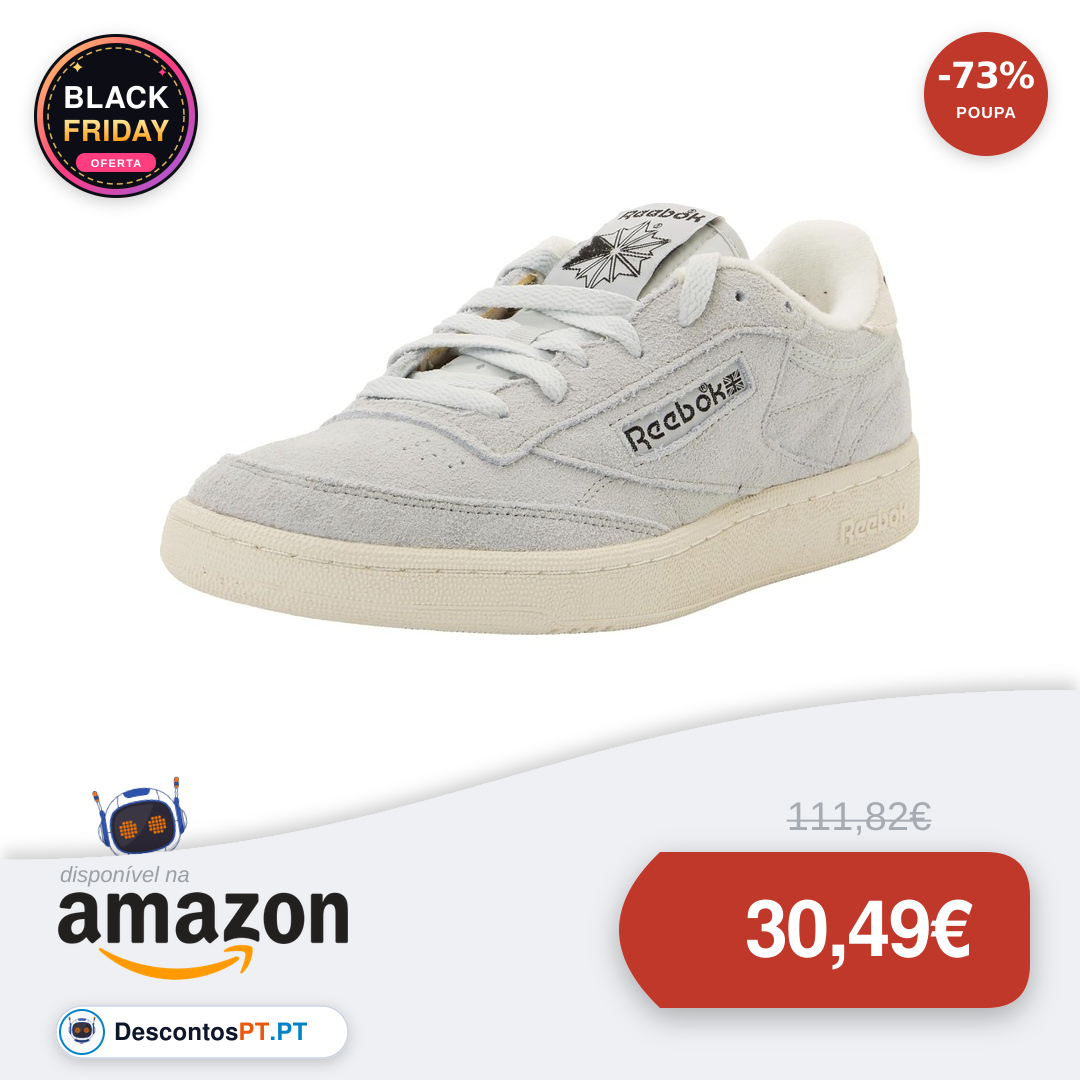 BLACK
FRIDAY
OFERTA
-73%
POUPA
Reebok
Reebok
Reebok
111,82€
disponível na
amazon
30,49€
DescontosPT.PT